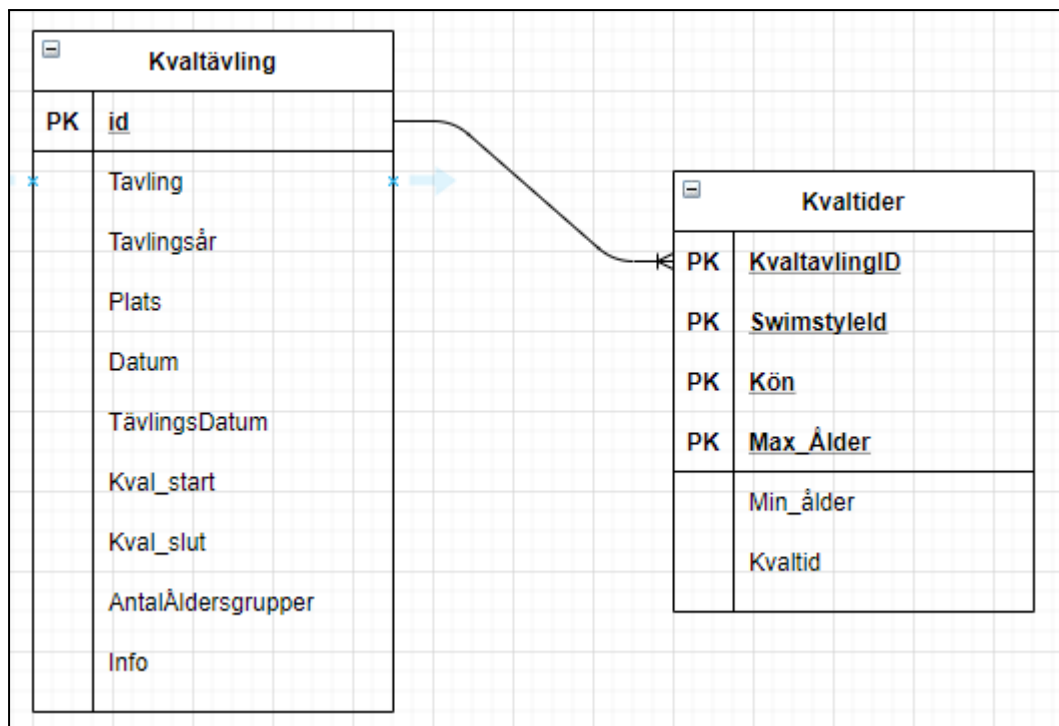 Kvaltävling
PK id
Tavling
Tavlingsår
Plats
Datum
TävlingsDatum
Kval_start
Kval_slut
AntalÅldersgrupper
Info
Kvaltider
PK KvaltavlingID
PK SwimstyleId
PK Kön
PK Max_Ålder
Min_ålder
Kvaltid